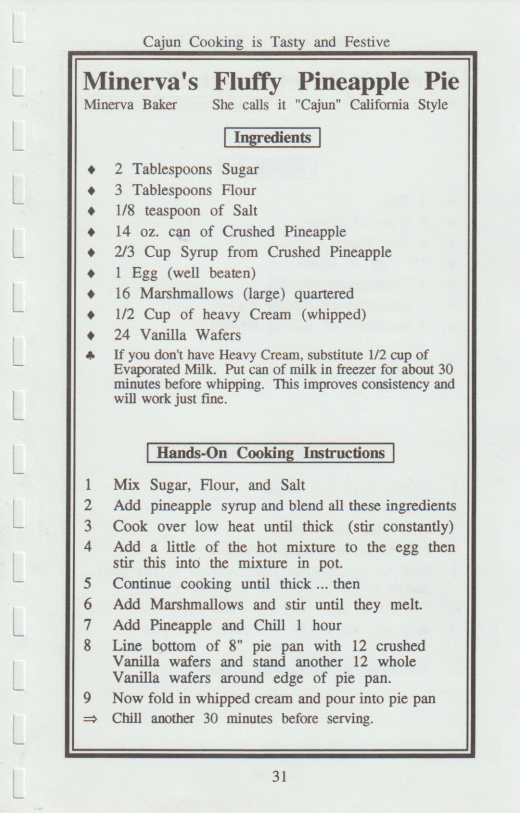 Cajun Cooking is Tasty and Festive
Minerva's Fluffy Pineapple Pie
Minerva Baker She calls it "Cajun" California Style
Ingredients
♦ 2 Tablespoons Sugar
♦ 3 Tablespoons Flour
♦ 1/8 teaspoon of Salt
♦ 14 oz. can of Crushed Pineapple
♦ 2/3 Cup Syrup from Crushed Pineapple
♦ 1 Egg (well beaten)
♦ 16 Marshmallows (large) quartered
♦ 1/2 Cup of heavy Cream (whipped)
♦ 24 Vanilla Wafers
♣ If you don't have Heavy Cream, substitute 1/2 cup of
Evaporated Milk. Put can of milk in freezer for about 30
minutes before whipping. This improves consistency and
will work just fine.
Hands-On Cooking Instructions
1 Mix Sugar, Flour, and Salt
2 Add pineapple syrup and blend all these ingredients
3 Cook over low heat until thick (stir constantly)
4 Add a little of the hot mixture to the egg then
stir this into the mixture in pot.
5 Continue cooking until thick ... then
6 Add Marshmallows and stir until they melt.
7 Add Pineapple and Chill 1 hour
8 Line bottom of 8" pie pan with 12 crushed
Vanilla wafers and stand another 12 whole
Vanilla wafers around edge of pie pan.
9 Now fold in whipped cream and pour into pie pan
⇒ Chill another 30 minutes before serving.
31